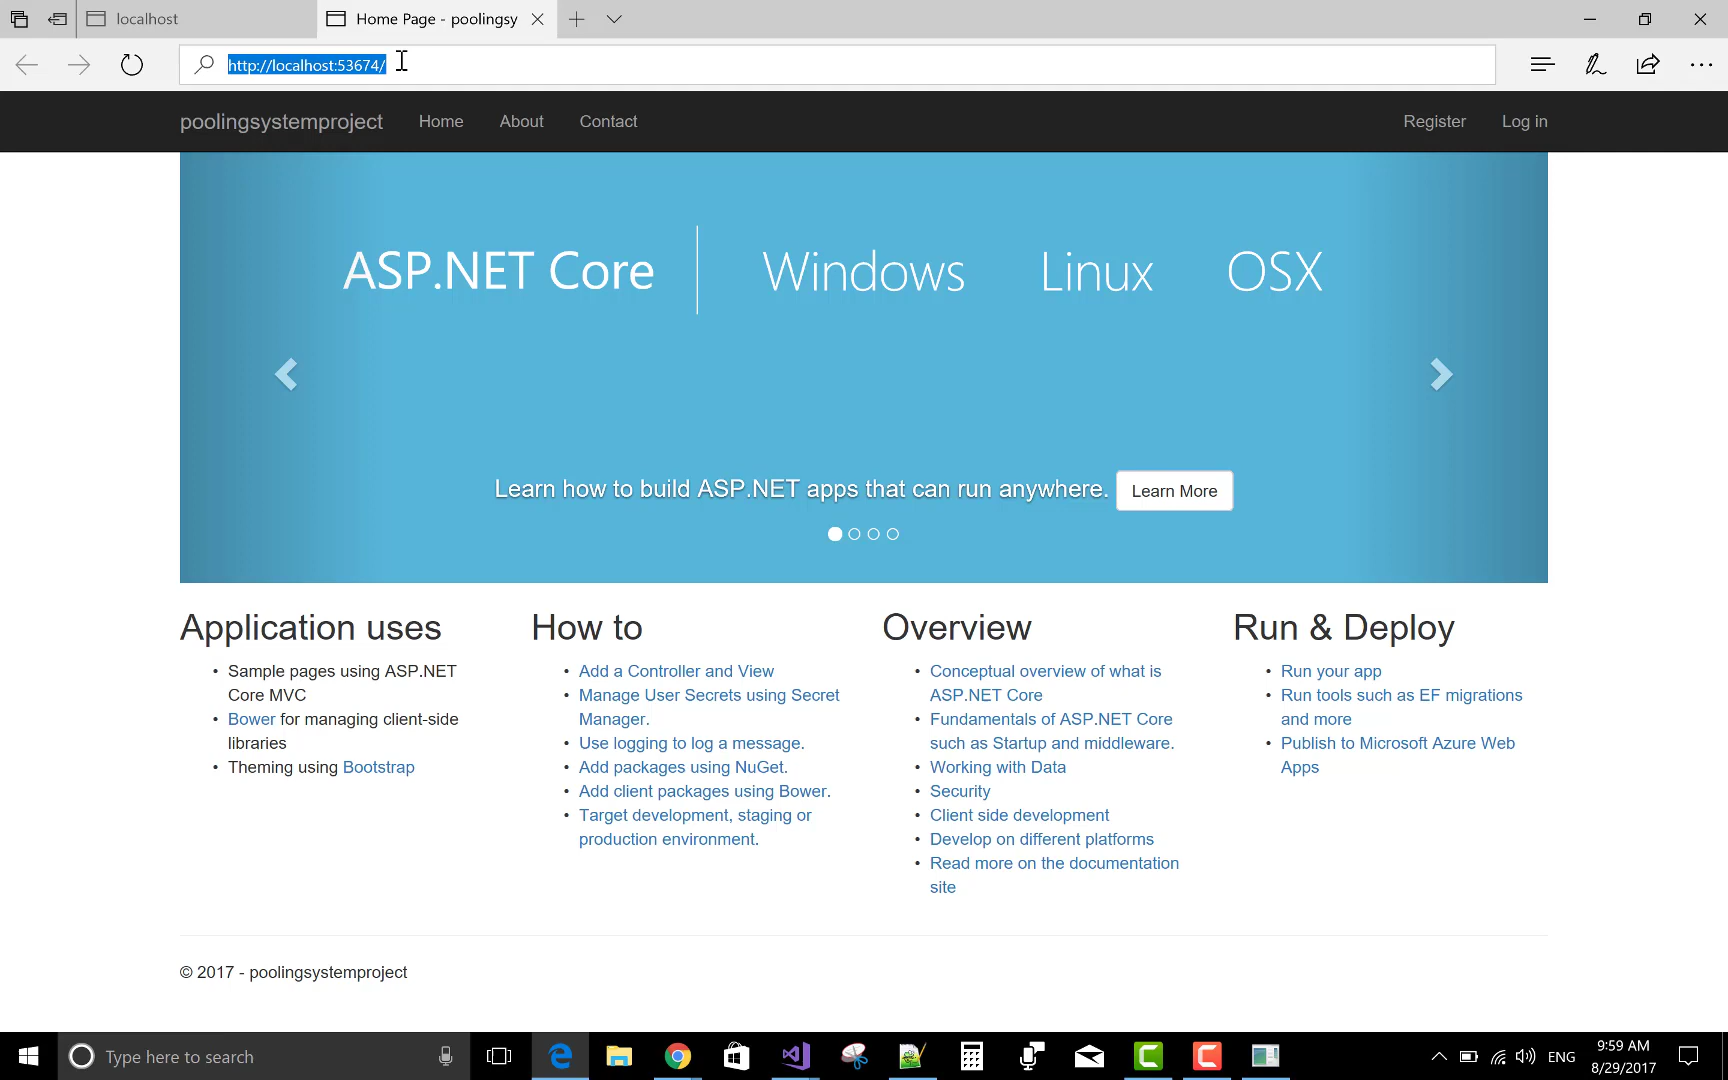 localhost
Home Page - poolingsy
http://localhost:53674/
poolingsystemproject Home About Contact Register Log in
ASP.NET Core Windows Linux OSX
Learn how to build ASP.NET apps that can run anywhere. Learn More
Application uses
Sample pages using ASP.NET
Core MVC
Bower for managing client-side
libraries
Theming using Bootstrap
How to
Add a Controller and View
Manage User Secrets using Secret
Manager.
Use logging to log a message.
Add packages using NuGet.
Add client packages using Bower.
Target development, staging or
production environment.
Overview
Conceptual overview of what is
ASP.NET Core
Fundamentals of ASP.NET Core
such as Startup and middleware.
Working with Data
Security
Client side development
Develop on different platforms
Read more on the documentation
site
Run & Deploy
Run your app
Run tools such as EF migrations
and more
Publish to Microsoft Azure Web
Apps
© 2017 - poolingsystemproject
Type here to search
ENG
9:59 AM
8/29/2017